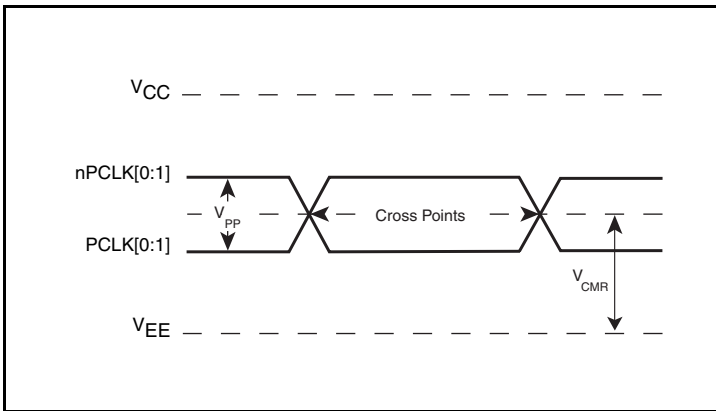 VCC
nPCLK[0:1]
VPP
Cross Points
PCLK[0:1]
VCMR
VEE